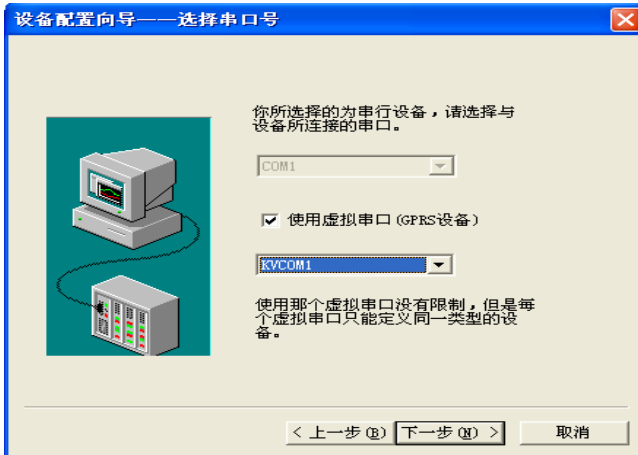 设备配置向导——选择串口号
你所选择的为串行设备，请选择与
设备所连接的串口。
COM1
使用虚拟串口(GPRS设备)
KVCOM1
使用那个虚拟串口没有限制，但是每
个虚拟串口只能定义同一类型的设
备。
< 上一步(B) 下一步(N) > 取消